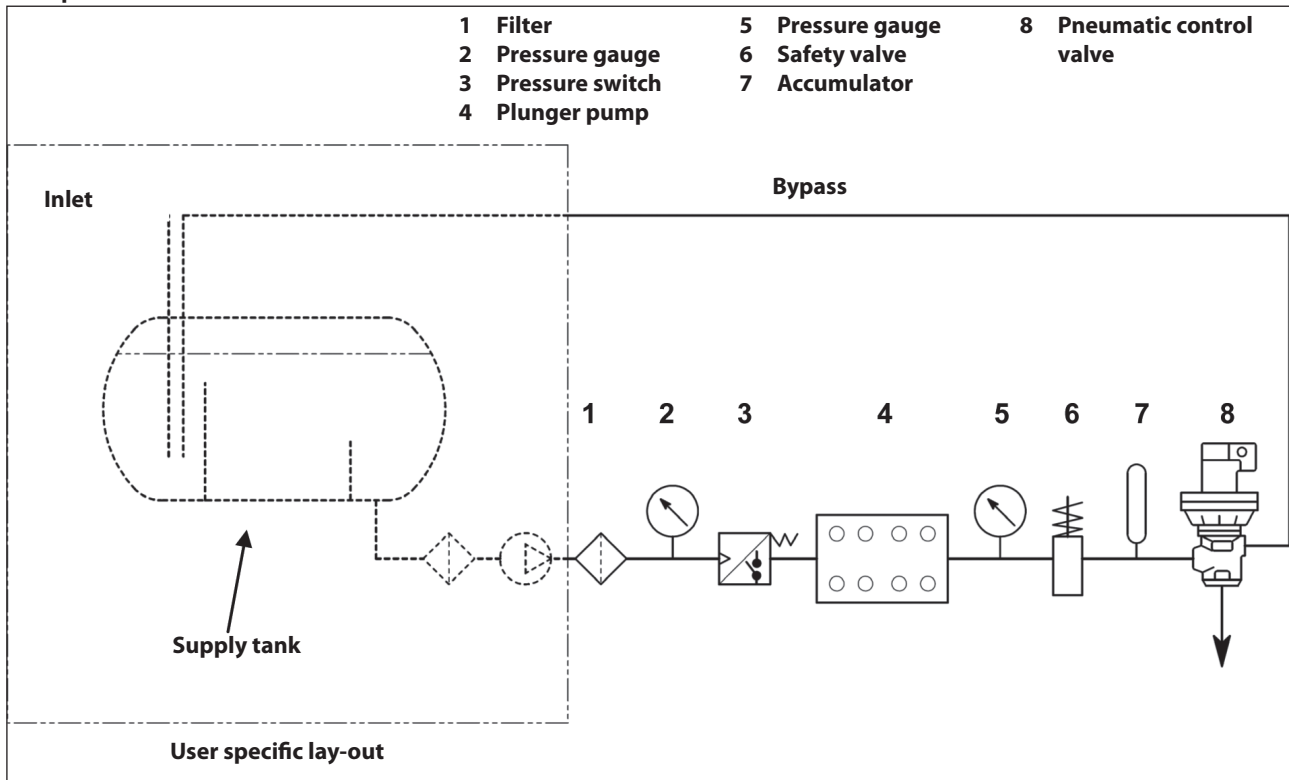 1 Filter
2 Pressure gauge
3 Pressure switch
4 Plunger pump
5 Pressure gauge
6 Safety valve
7 Accumulator
8 Pneumatic control
valve
Inlet
Bypass
1 2 3 4 5 6 7 8
Supply tank
User specific lay-out